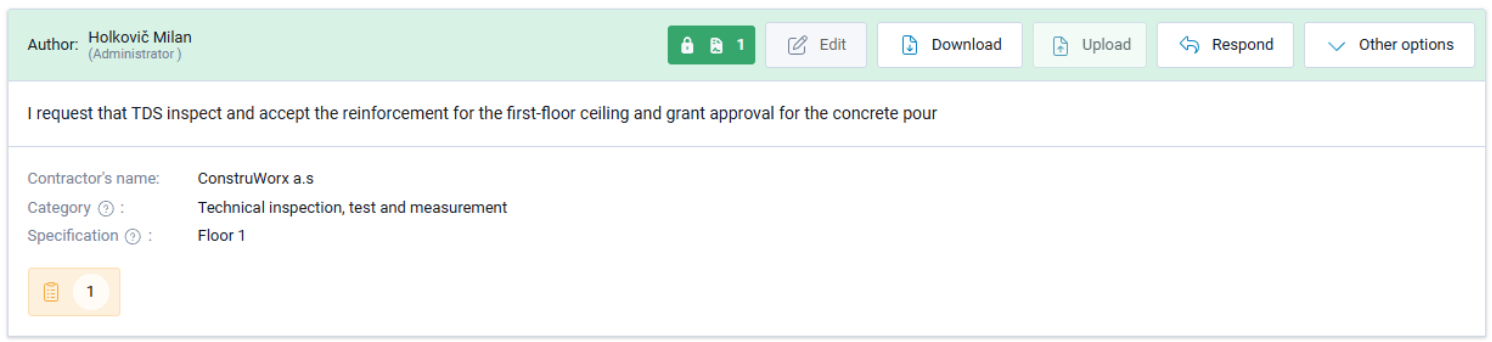 Author: Holkovič Milan
(Administrator )
1
Edit
Download
Upload
Respond
Other options
I request that TDS inspect and accept the reinforcement for the first-floor ceiling and grant approval for the concrete pour
Contractor's name: ConstruWorx a.s
Category ? : Technical inspection, test and measurement
Specification ? : Floor 1
1